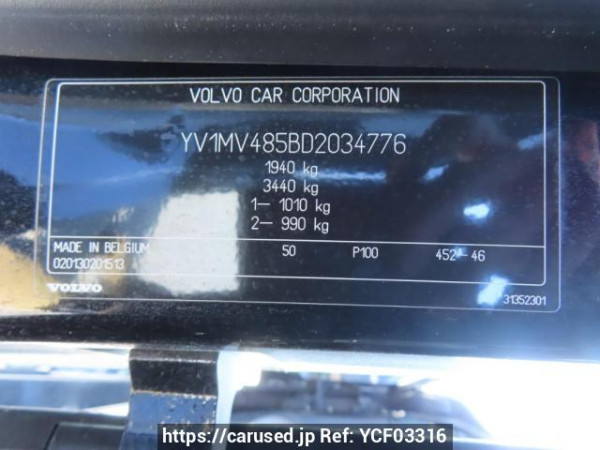 VOLVO CAR CORPORATION
YV1MV485BD2034776
1940 kg
3440 kg
1– 1010 kg
2– 990 kg
MADE IN BELGIUM 50 P100 452–46
020130201513
VOLVO
31352301
https://carused.jp Ref: YCF03316